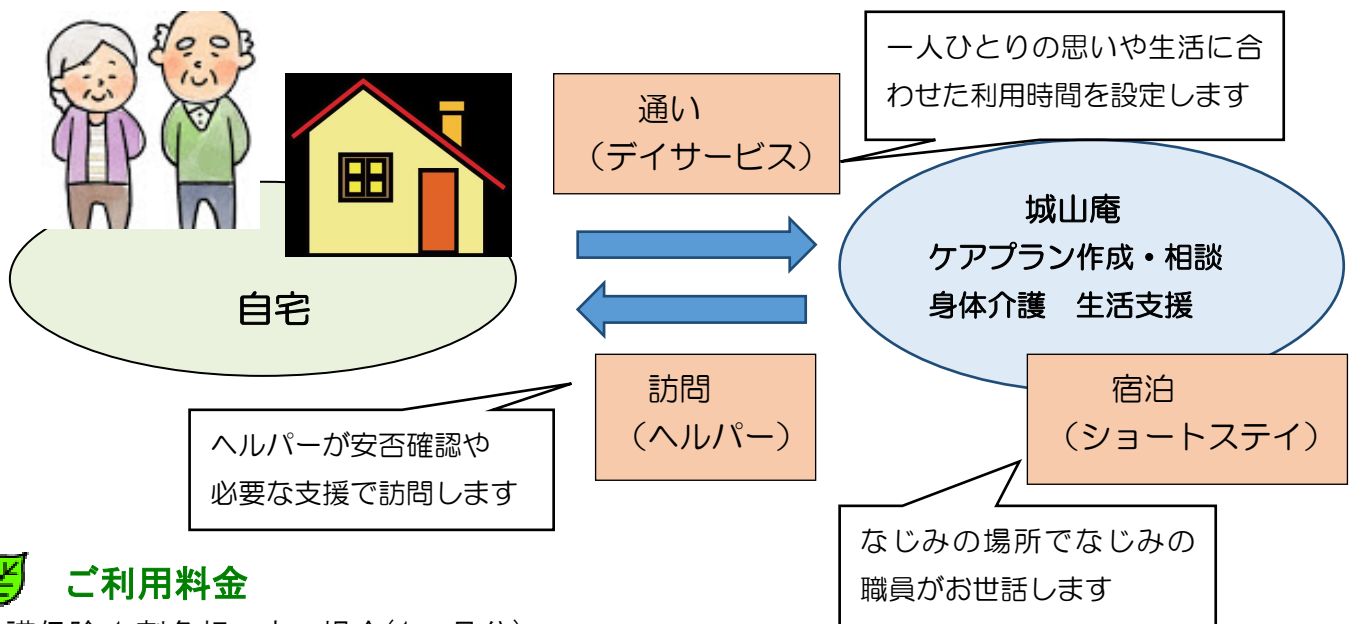 一人ひとりの思いや生活に合
わせた利用時間を設定します
通い
（デイサービス）
城山庵
ケアプラン作成・相談
身体介護　生活支援
自宅
訪問
（ヘルパー）
宿泊
（ショートステイ）
ヘルパーが安否確認や
必要な支援で訪問します
なじみの場所でなじみの
職員がお世話します
ご利用料金